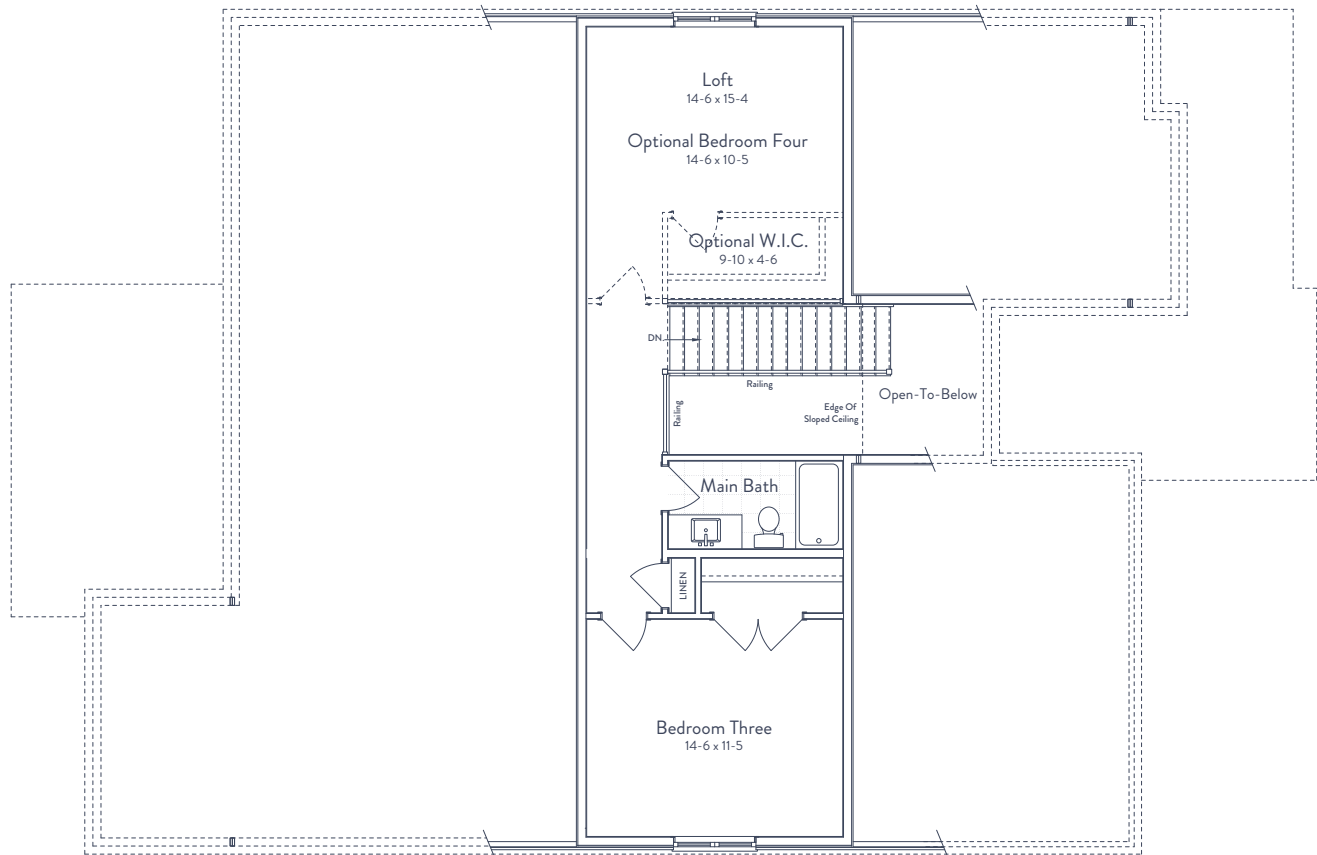 Loft
14-6 x 15-4
Optional Bedroom Four
14-6 x 10-5
Optional W.I.C.
9-10 x 4-6
DN.
Railing
Railing
Edge Of
Sloped Ceiling
Open-To-Below
Main Bath
LINEN
Bedroom Three
14-6 x 11-5